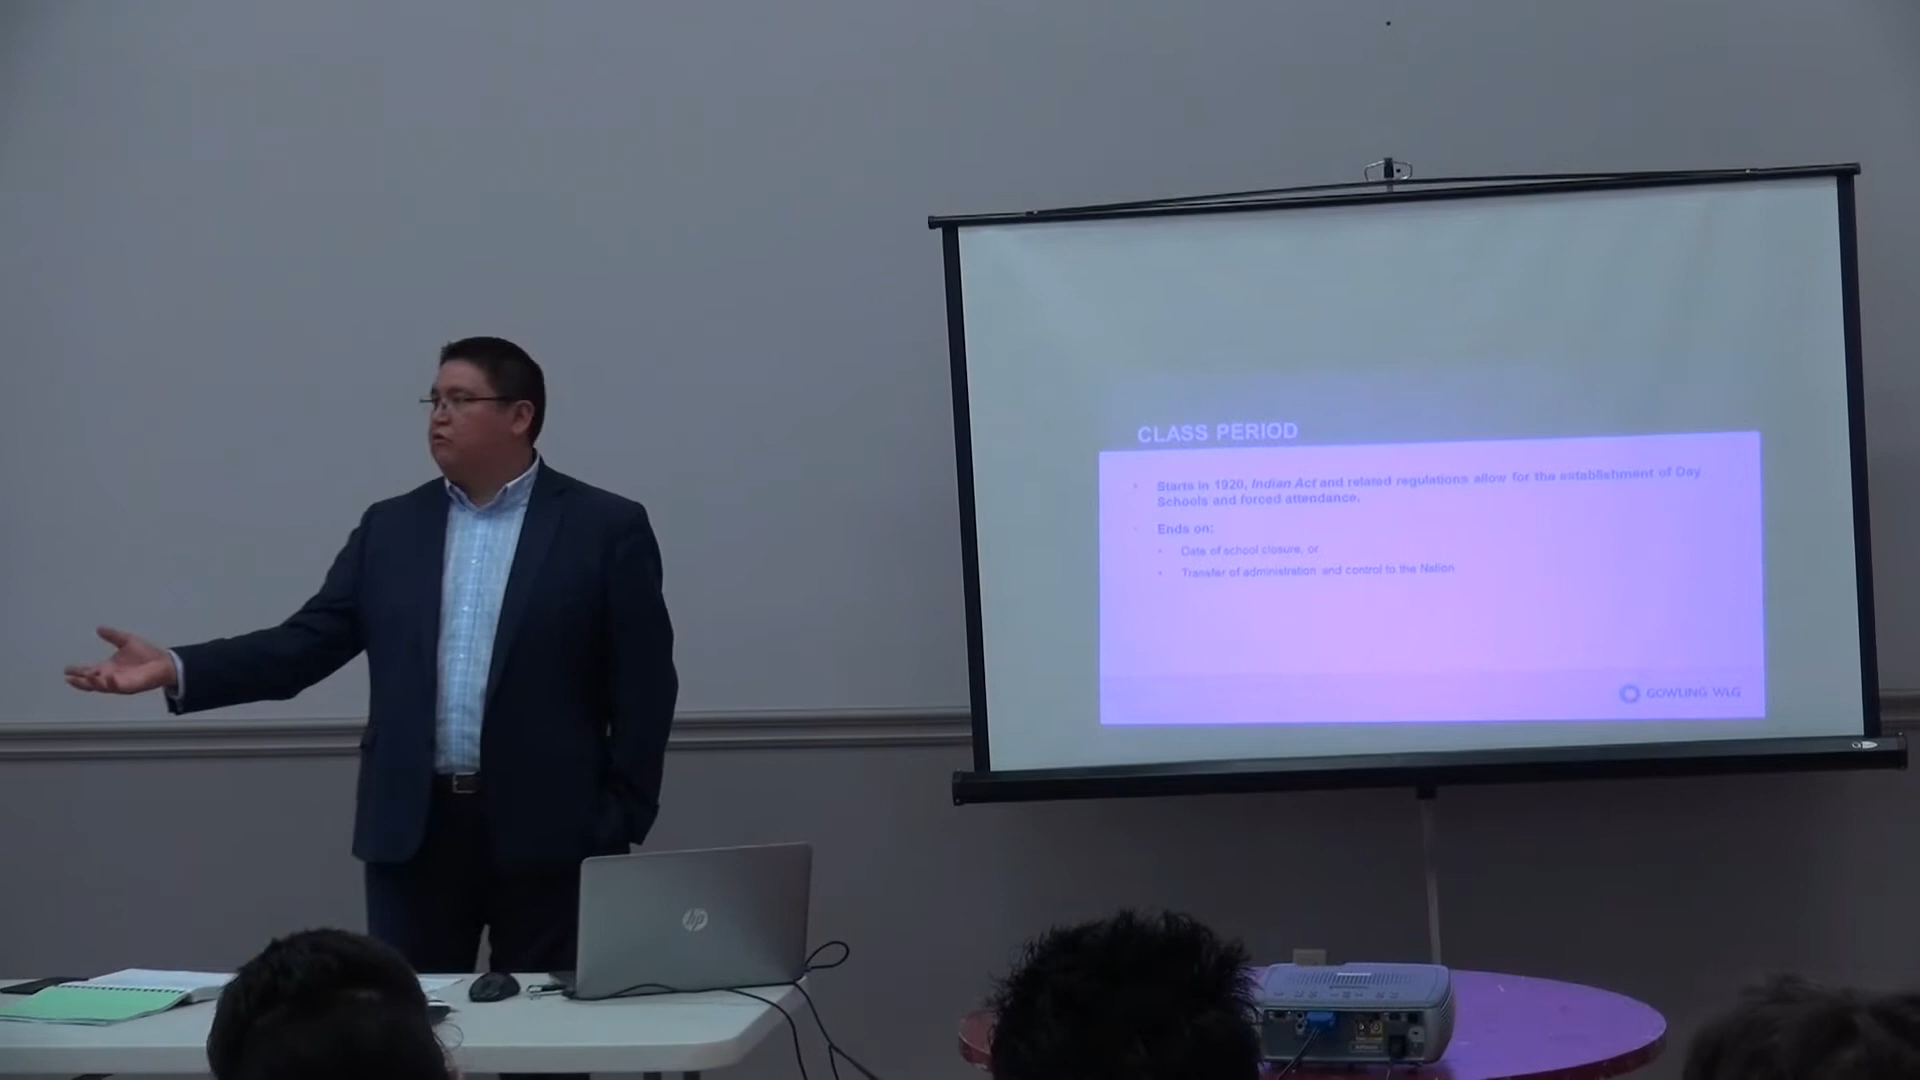 CLASS PERIOD
Starts in 1920, Indian Act and related regulations allow for the establishment of Day
Schools and forced attendance.
Ends on:
Date of school closure, or
Transfer of administration and control to the Nation
GOWLING WLG
hp